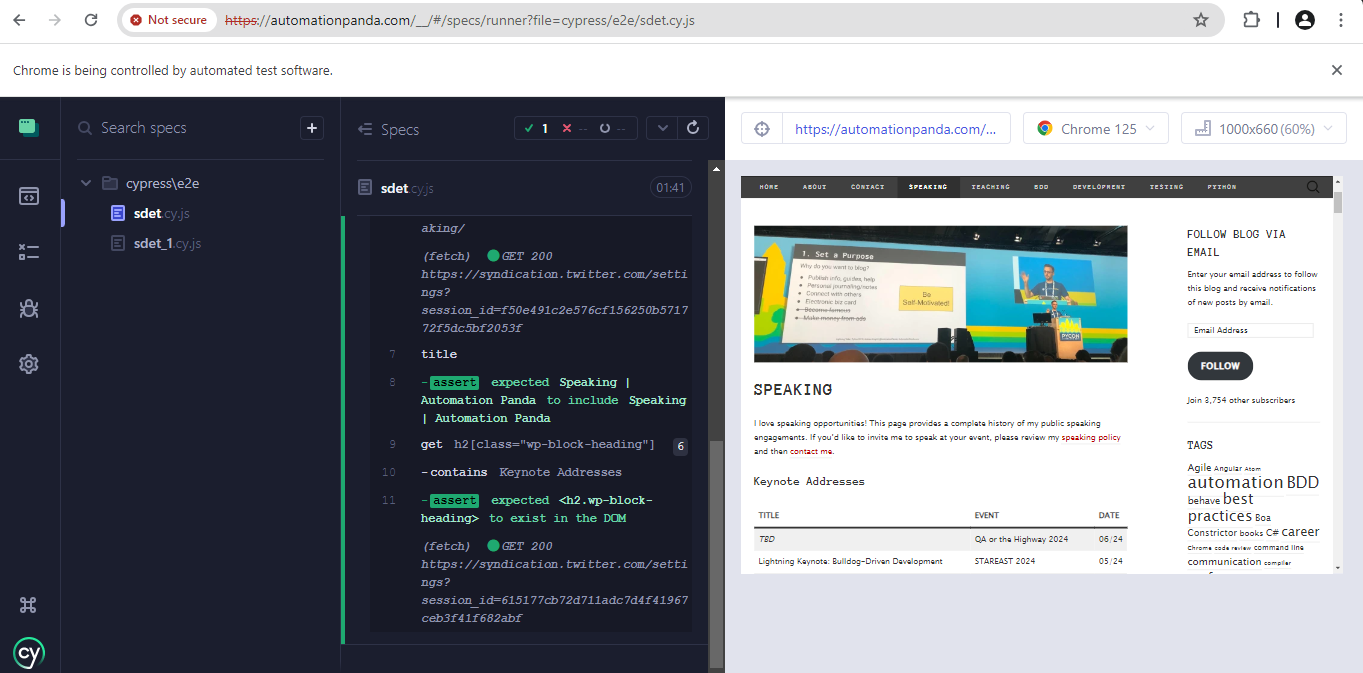 Not secure
https://automationpanda.com/__/#/specs/runner?file=cypress/e2e/sdet.cy.js
Chrome is being controlled by automated test software.
Search specs
+
cypress\e2e
sdet.cy.js
sdet_1.cy.js
cy
Specs
1 -- --
sdet.cy.js
01:41
aking/
(fetch) GET 200
https://syndication.twitter.com/setti
ngs?
session_id=f50e491c2e576cf156250b5717
72f5dc5bf2053f
7 title
8 -assert expected Speaking |
Automation Panda to include Speaking
| Automation Panda
9 get h2[class="wp-block-heading"] 6
10 -contains Keynote Addresses
11 -assert expected <h2.wp-block-
heading> to exist in the DOM
(fetch) GET 200
https://syndication.twitter.com/setti
ngs?
session_id=615177cb72d711adc7d4f41967
ceb3f41f682abf
https://automationpanda.com/...
Chrome 125
1000x660 (60%)
HOME ABOUT CONTACT SPEAKING TEACHING BDD DEVELOPMENT TESTING PYTHON
1. Set a Purpose
Why do you want to blog?
Publish info, guides, help
Personal journaling/notes
Connect with others
Electronic biz card
Become famous
Make money from ads
Be
Self-Motivated!
PYCON
SPEAKING
I love speaking opportunities! This page provides a complete history of my public speaking
engagements. If you'd like to invite me to speak at your event, please review my speaking policy
and then contact me.
Keynote Addresses
TITLE EVENT DATE
TBD QA or the Highway 2024 06/24
Lightning Keynote: Bulldog-Driven Development STAREAST 2024 05/24
FOLLOW BLOG VIA
EMAIL
Enter your email address to follow
this blog and receive notifications
of new posts by email.
Email Address
FOLLOW
Join 3,754 other subscribers
TAGS
Agile Angular Atom
automation BDD
behave best
practices Boa
Constrictor books C# career
Chrome code review command line
communication compiler